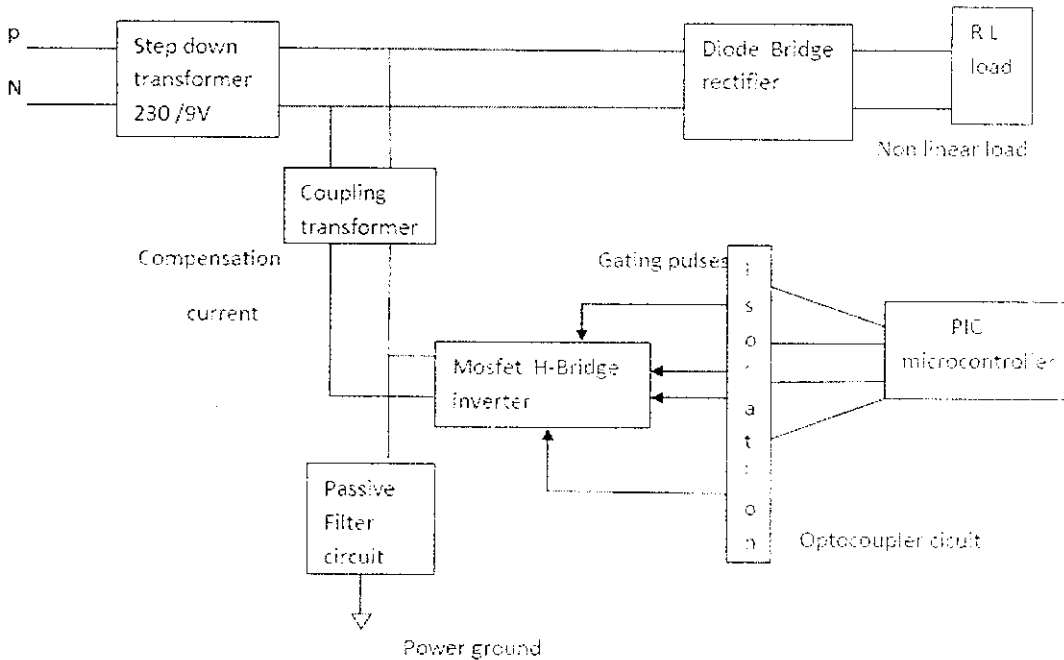 P
N
Step down
transformer
230 /9V
Diode Bridge
rectifier
R L
load
Non linear load
Coupling
transformer
Compensation
current
Gating pulses
isolation
PIC
microcontroller
Mosfet H-Bridge
inverter
Passive
Filter
circuit
Optocoupler cicuit
Power ground